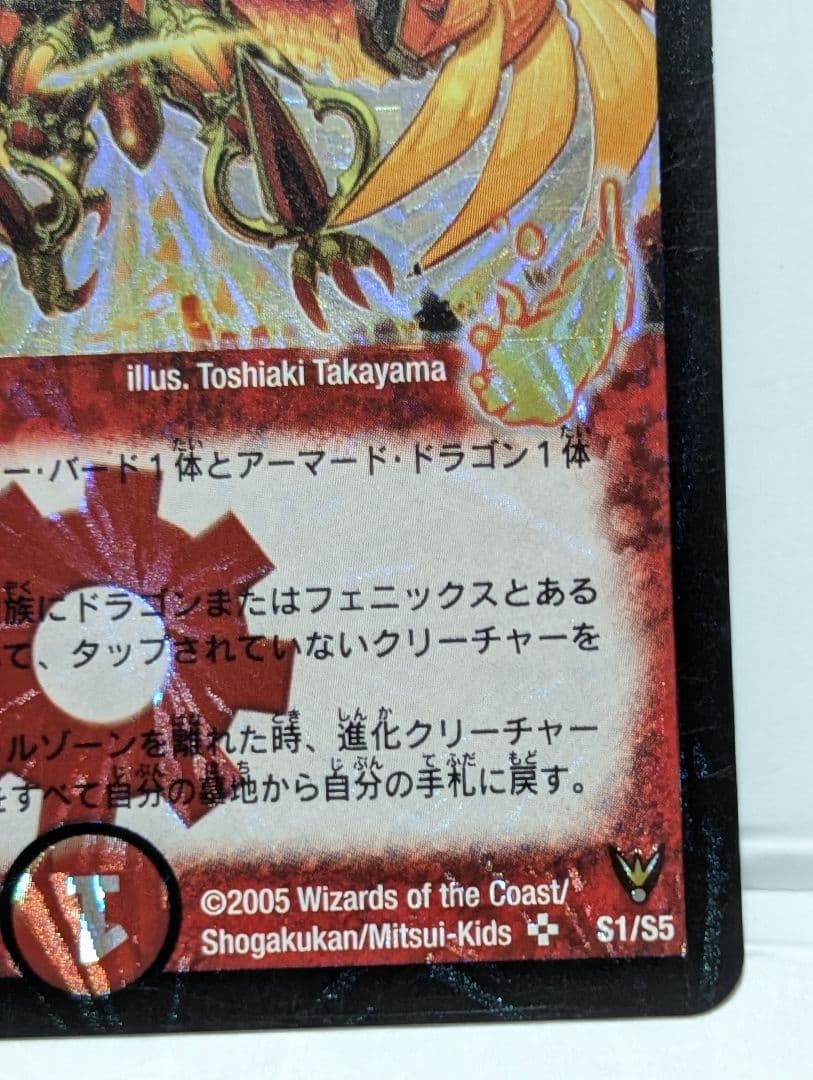 illus. Toshiaki Takayama
ー・バード1体とアーマード・ドラゴン1体
族にドラゴンまたはフェニックスとある
て、タップされていないクリーチャーを
ルゾーンを離れた時、進化クリーチャー
をすべて自分の墓地から自分の手札に戻す。
©2005 Wizards of the Coast/
Shogakukan/Mitsui-Kids
S1/S5